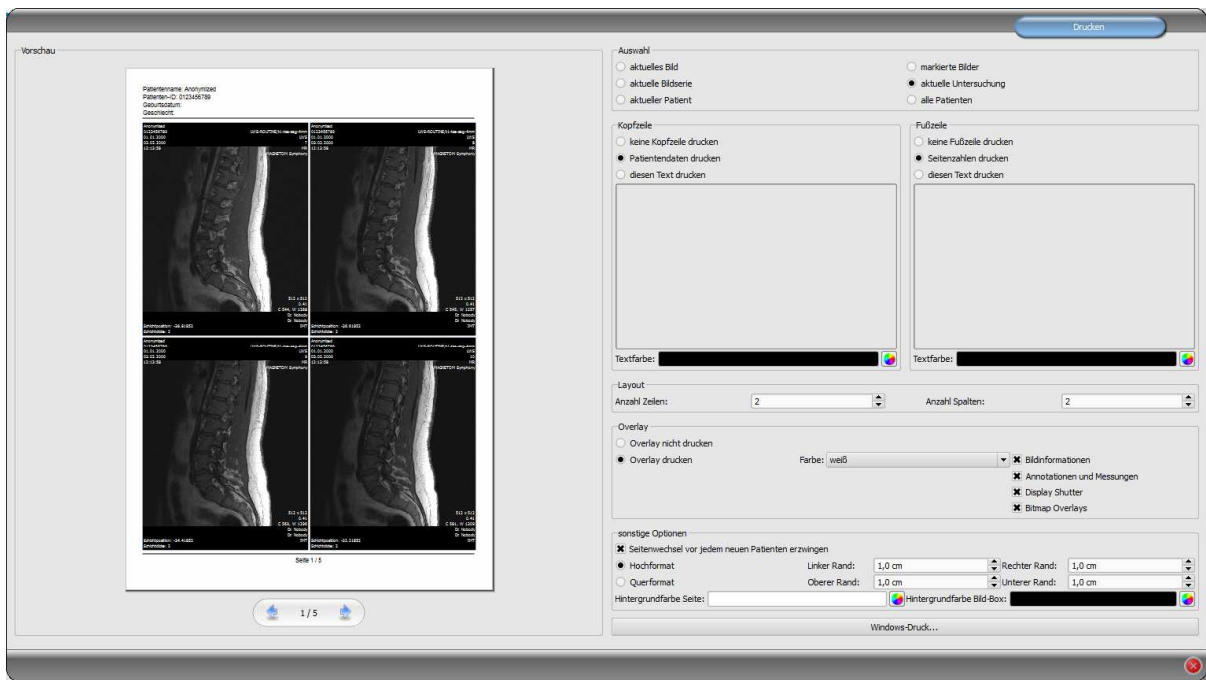 Drucken
Vorschau
Patientenname: Anonymized
Patienten-ID: 0123456789
Geburtsdatum:
Geschlecht:
Seite 1 / 5
1 / 5
Auswahl
aktuelles Bild
markierte Bilder
aktuelle Bildserie
aktuelle Untersuchung
aktueller Patient
alle Patienten
Kopfzeile
keine Kopfzeile drucken
Patientendaten drucken
diesen Text drucken
Textfarbe:
Fußzeile
keine Fußzeile drucken
Seitenzahlen drucken
diesen Text drucken
Textfarbe:
Layout
Anzahl Zeilen: 2 Anzahl Spalten: 2
Overlay
Overlay nicht drucken
Overlay drucken Farbe: weiß Bildinformationen
Annotationen und Messungen
Display Shutter
Bitmap Overlays
sonstige Optionen
Seitenwechsel vor jedem neuen Patienten erzwingen
Hochformat Linker Rand: 1,0 cm Rechter Rand: 1,0 cm
Querformat Oberer Rand: 1,0 cm Unterer Rand: 1,0 cm
Hintergrundfarbe Seite: Hintergrundfarbe Bild-Box:
Windows-Druck...